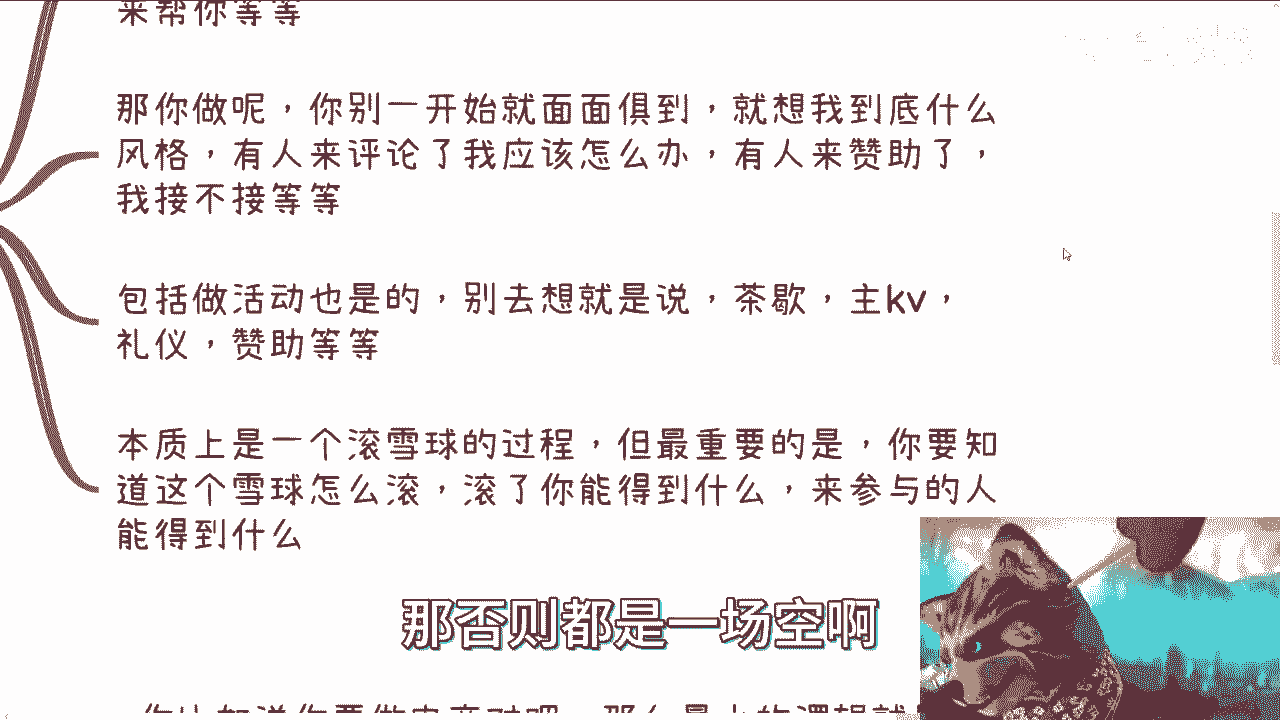 来帮你等等
那你做呢，你别一开始就面面俱到，就想我到底什么
风格，有人来评论了我应该怎么办，有人来赞助了，
我接不接等等
包括做活动也是的，别去想就是说，茶歇，主kv，
礼仪，赞助等等
本质上是一个滚雪球的过程，但最重要的是，你要知
道这个雪球怎么滚，滚了你能得到什么，来参与的人
能得到什么
那否则都是一场空啊